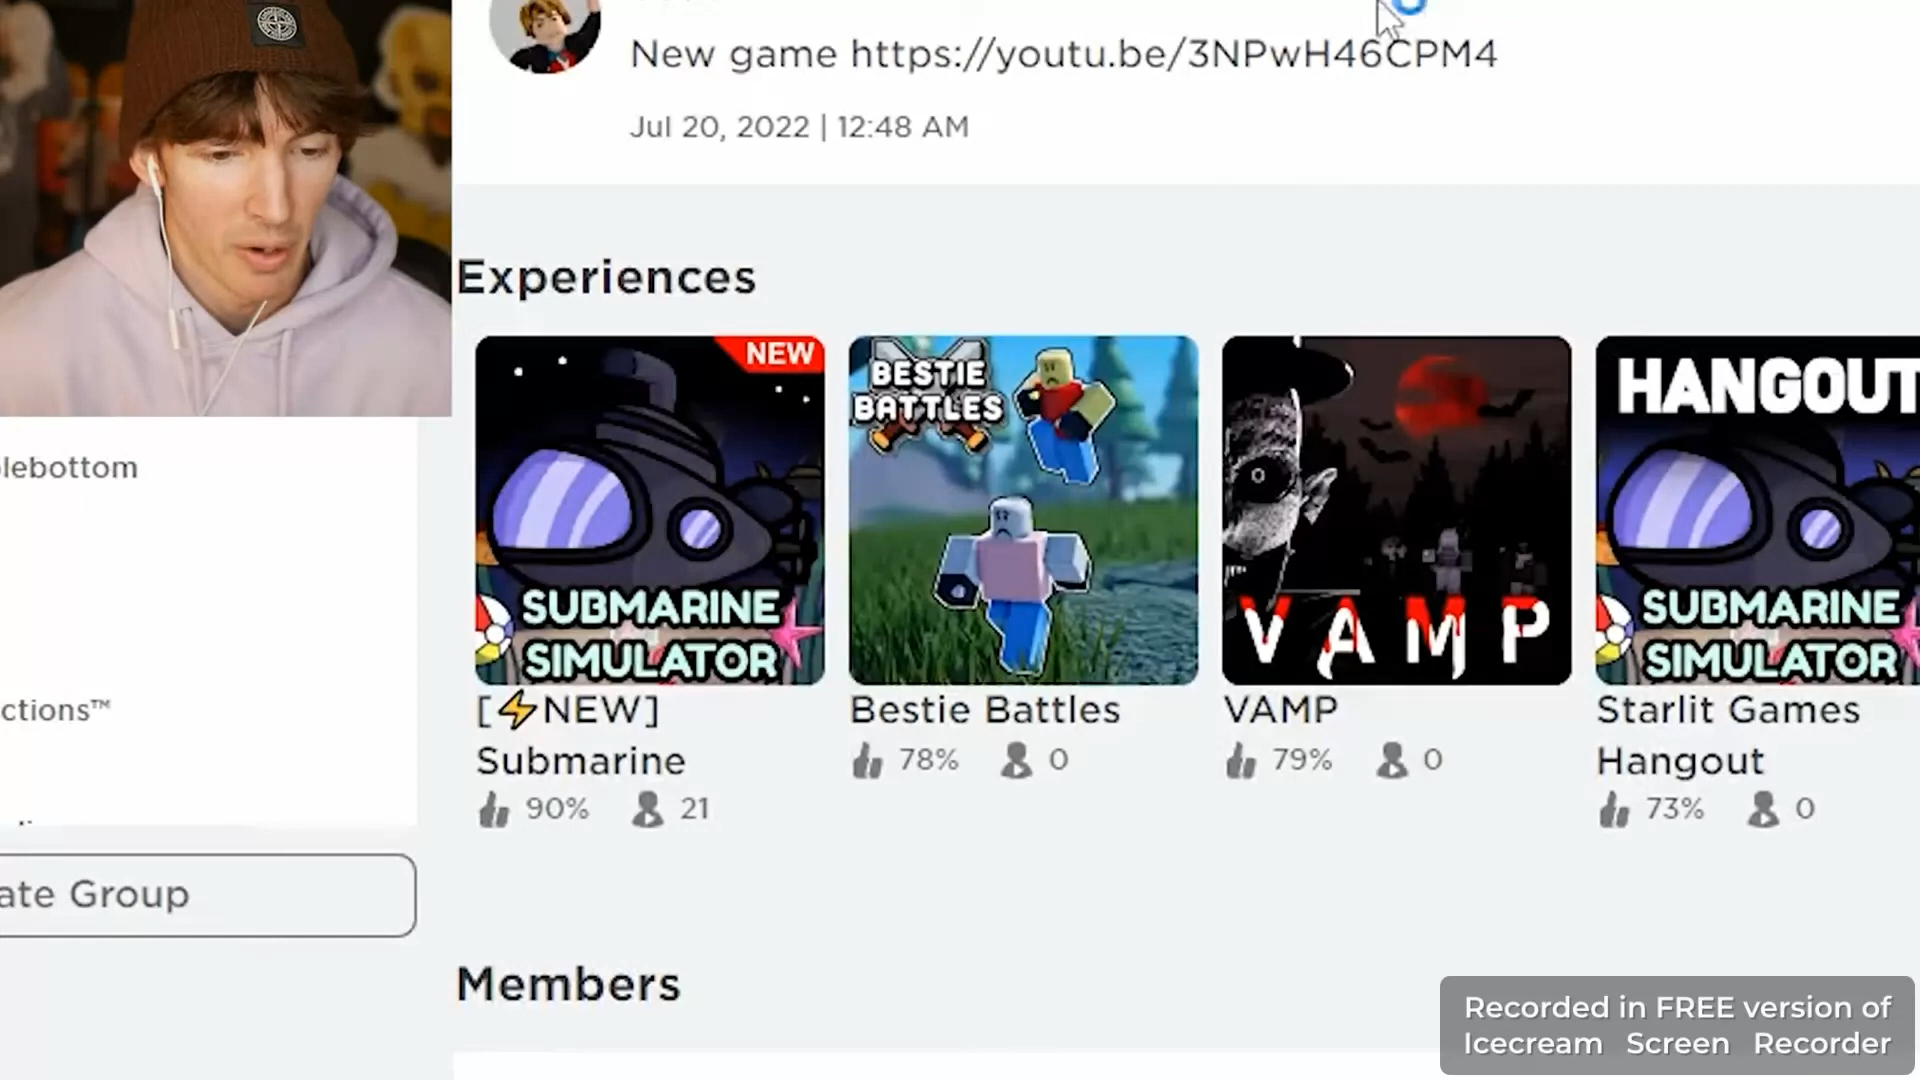 New game https://youtu.be/3NPwH46CPM4
Jul 20, 2022 | 12:48 AM
Experiences
NEW
SUBMARINE
SIMULATOR
BESTIE
BATTLES
VAMP
HANGOUT
SUBMARINE
SIMULATOR
[⚡NEW]
Submarine
90% 21
Bestie Battles
78% 0
VAMP
79% 0
Starlit Games
Hangout
73% 0
lebottom
ctions™
ate Group
Members
Recorded in FREE version of
Icecream Screen Recorder